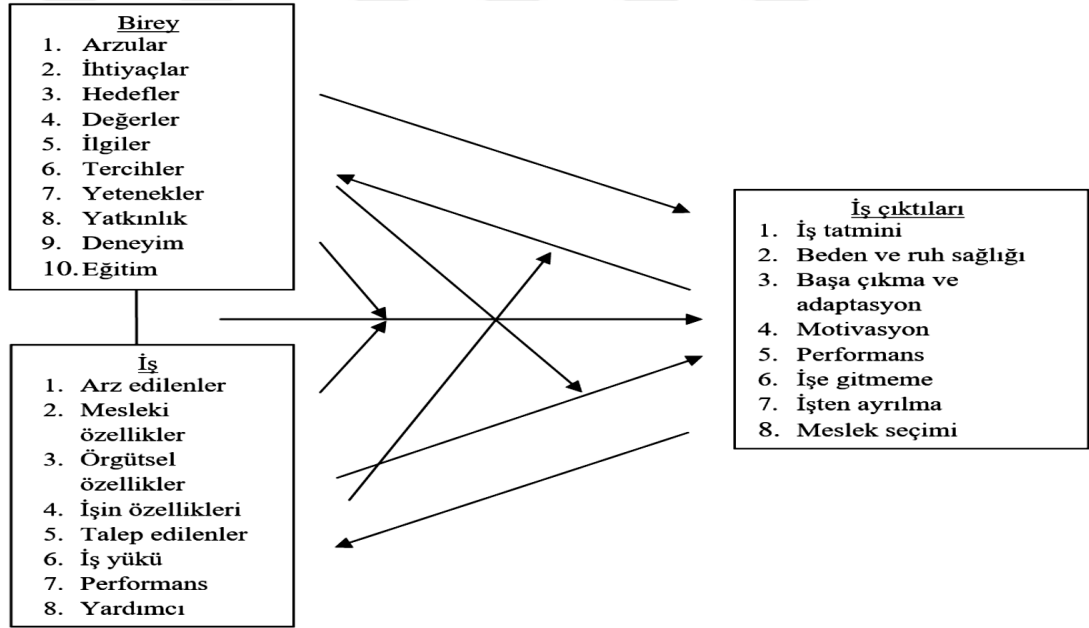 Birey
1. Arzular
2. İhtiyaçlar
3. Hedefler
4. Değerler
5. İlgiler
6. Tercihler
7. Yetenekler
8. Yatkınlık
9. Deneyim
10. Eğitim
İş
1. Arz edilenler
2. Mesleki
özellikler
3. Örgütsel
özellikler
4. İşin özellikleri
5. Talep edilenler
6. İş yükü
7. Performans
8. Yardımcı
İş çıktıları
1. İş tatmini
2. Beden ve ruh sağlığı
3. Başa çıkma ve
adaptasyon
4. Motivasyon
5. Performans
6. İşe gitmeme
7. İşten ayrılma
8. Meslek seçimi